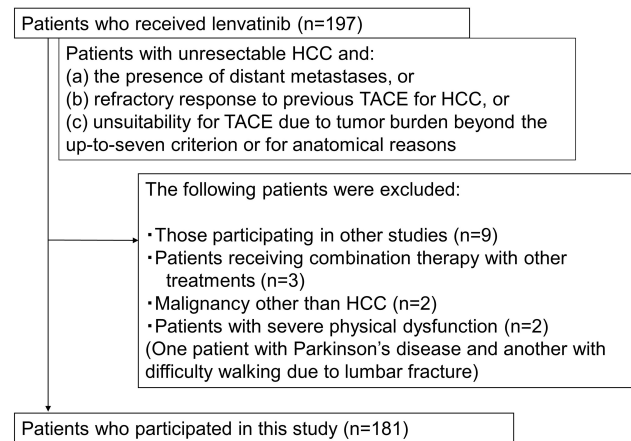 Patients who received lenvatinib (n=197)
Patients with unresectable HCC and:
(a) the presence of distant metastases, or
(b) refractory response to previous TACE for HCC, or
(c) unsuitability for TACE due to tumor burden beyond the
up-to-seven criterion or for anatomical reasons
The following patients were excluded:
・Those participating in other studies (n=9)
・Patients receiving combination therapy with other
treatments (n=3)
・Malignancy other than HCC (n=2)
・Patients with severe physical dysfunction (n=2)
(One patient with Parkinson's disease and another with
difficulty walking due to lumbar fracture)
Patients who participated in this study (n=181)